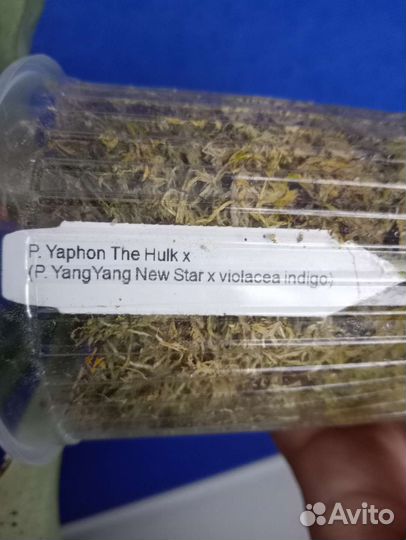 P. Yaphon The Hulk x
(P. YangYang New Star x violacea indigo)
Avito